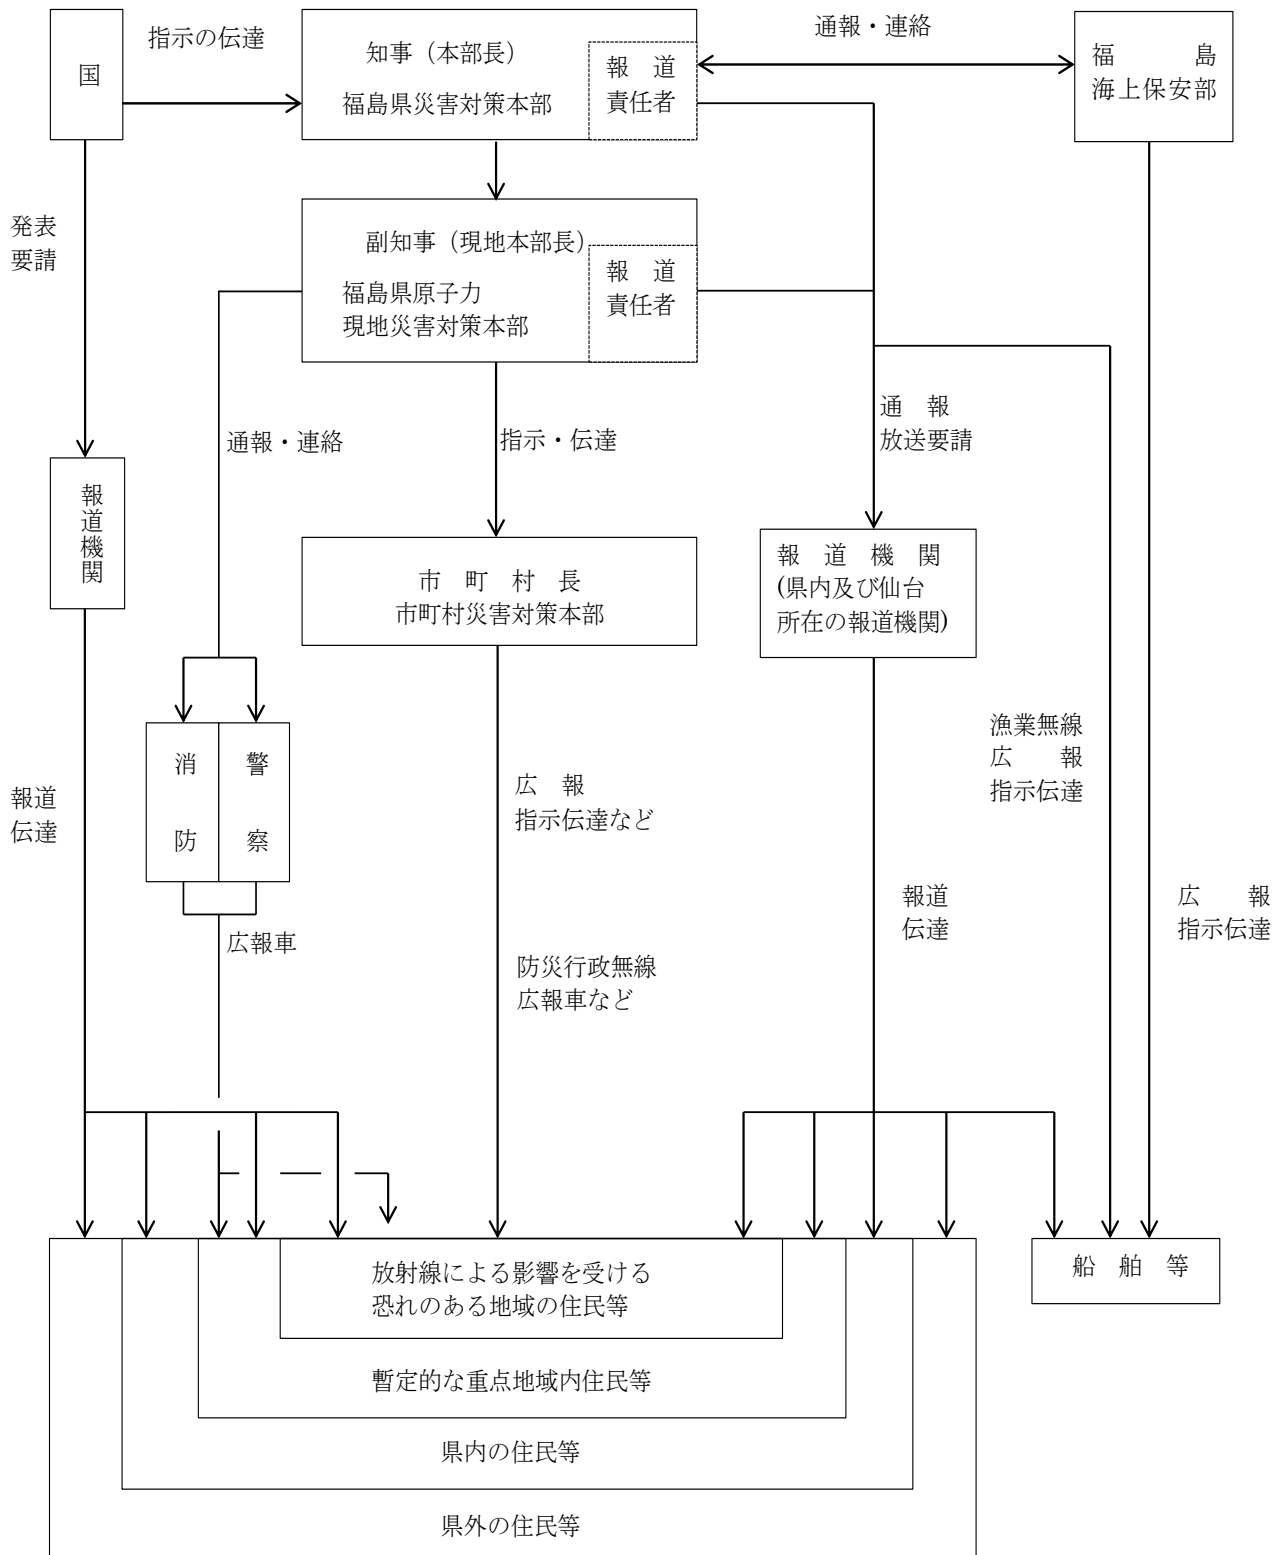 指示の伝達
通報・連絡
国
知事（本部長）
福島県災害対策本部
報　道
責任者
福　　　島
海上保安部
発表
要請
副知事（現地本部長）
福島県原子力
現地災害対策本部
報　道
責任者
通報・連絡
指示・伝達
通　報
放送要請
報道機関
市　町　村　長
市町村災害対策本部
報　道　機　関
(県内及び仙台
所在の報道機関)
消防
警察
報道
伝達
広　報
指示伝達など
漁業無線
広　　報
指示伝達
報道
伝達
広　　報
指示伝達
広報車
防災行政無線
広報車など
放射線による影響を受ける
恐れのある地域の住民等
船　舶　等
暫定的な重点地域内住民等
県内の住民等
県外の住民等